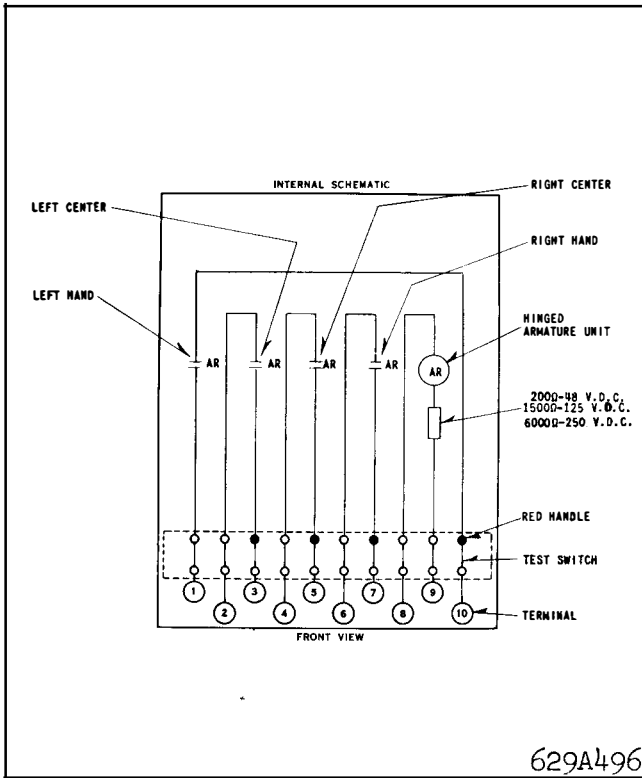 INTERNAL SCHEMATIC
RIGHT CENTER
LEFT CENTER
RIGHT HAND
LEFT HAND
HINGED
ARMATURE UNIT
AR
AR
AR
AR
AR
200Ω-48 V.D.C.
1500Ω-125 V.D.C.
6000Ω-250 V.D.C.
RED HANDLE
TEST SWITCH
1
3
5
7
9
2
4
6
8
10
TERMINAL
FRONT VIEW
629A496